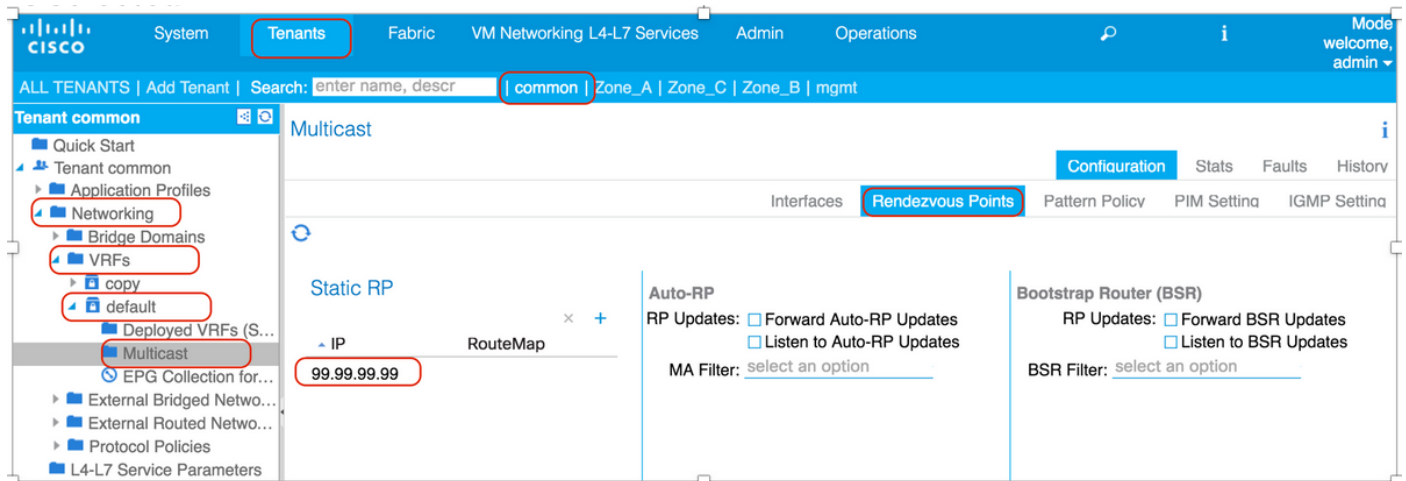 CISCO
System Tenants Fabric VM Networking L4-L7 Services Admin Operations i Mode
welcome,
admin
ALL TENANTS | Add Tenant | Search: enter name, descr | common | Zone_A | Zone_C | Zone_B | mgmt
Tenant common
Quick Start
Tenant common
Application Profiles
Networking
Bridge Domains
VRFs
copy
default
Deployed VRFs (S...
Multicast
EPG Collection for...
External Bridged Netwo...
External Routed Netwo...
Protocol Policies
L4-L7 Service Parameters
Multicast i
Configuration Stats Faults History
Interfaces Rendezvous Points Pattern Policy PIM Setting IGMP Setting
Static RP
IP RouteMap
99.99.99.99
Auto-RP
RP Updates: Forward Auto-RP Updates
Listen to Auto-RP Updates
MA Filter: select an option
Bootstrap Router (BSR)
RP Updates: Forward BSR Updates
Listen to BSR Updates
BSR Filter: select an option